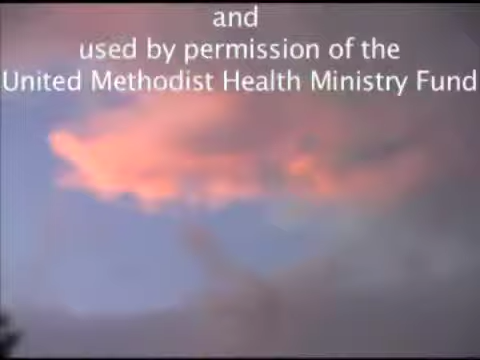 and
used by permission of the
United Methodist Health Ministry Fund